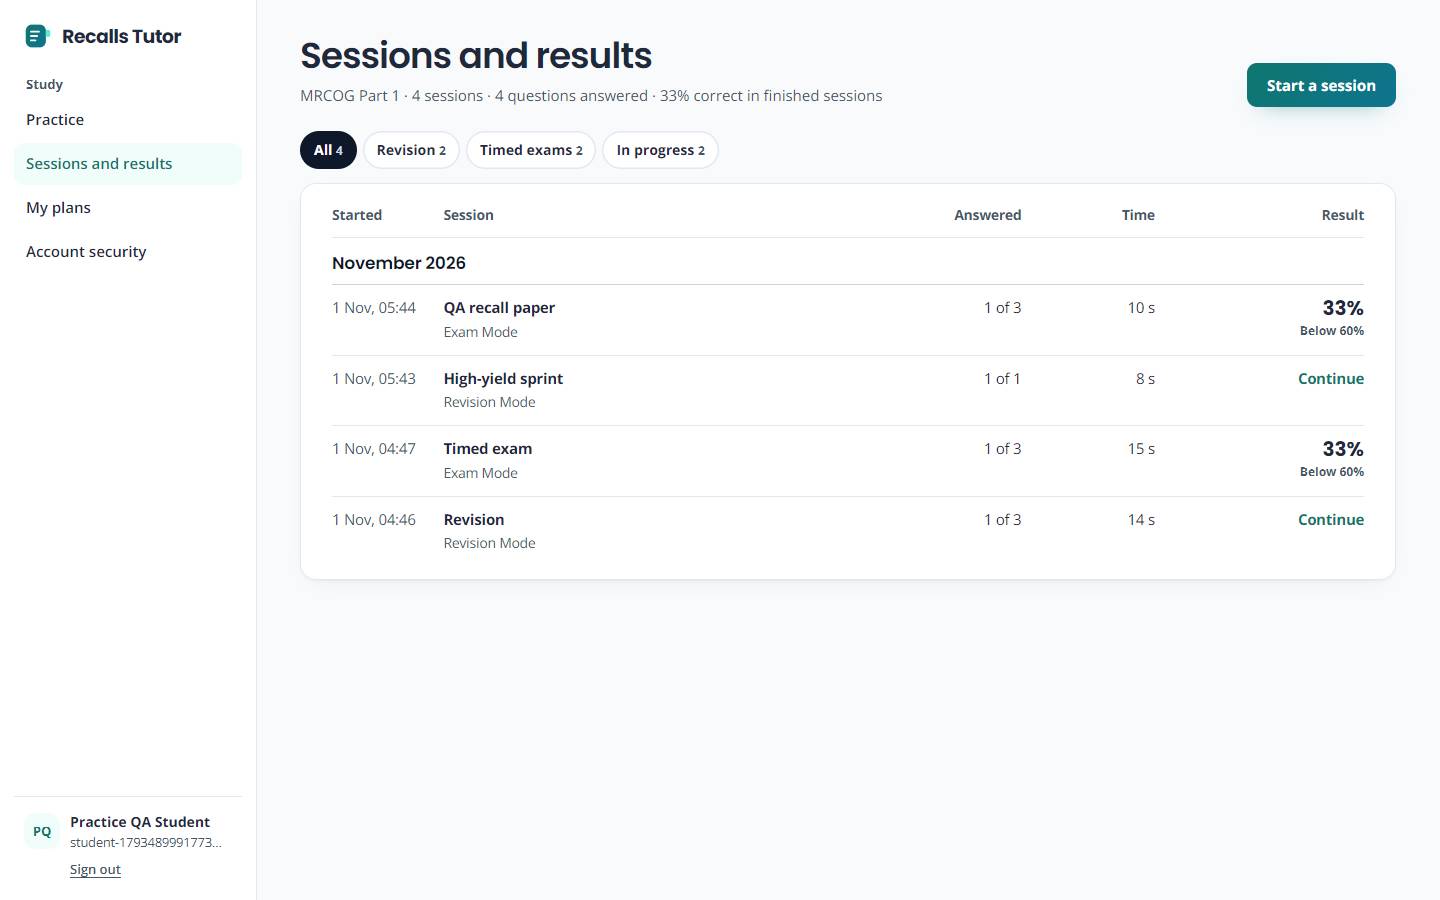 Recalls Tutor
Study
Practice
Sessions and results
My plans
Account security
PQ
Practice QA Student
student-1793489991773...
Sign out
Sessions and results
MRCOG Part 1 · 4 sessions · 4 questions answered · 33% correct in finished sessions
Start a session
All 4 Revision 2 Timed exams 2 In progress 2
Started Session Answered Time Result
November 2026
1 Nov, 05:44 QA recall paper 1 of 3 10 s 33%
Exam Mode Below 60%
1 Nov, 05:43 High-yield sprint 1 of 1 8 s Continue
Revision Mode
1 Nov, 04:47 Timed exam 1 of 3 15 s 33%
Exam Mode Below 60%
1 Nov, 04:46 Revision 1 of 3 14 s Continue
Revision Mode